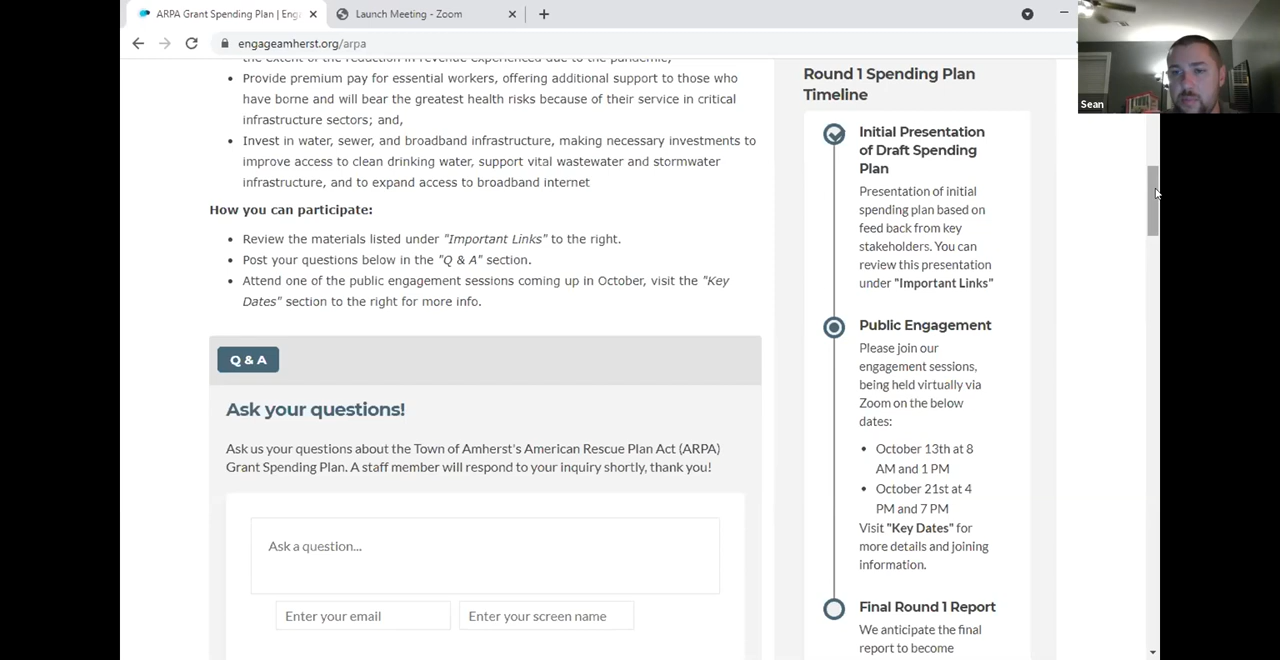 ARPA Grant Spending Plan | Eng
Launch Meeting - Zoom
engageamherst.org/arpa
the extent of the reduction in revenue experienced due to the pandemic;
Provide premium pay for essential workers, offering additional support to those who
have borne and will bear the greatest health risks because of their service in critical
infrastructure sectors; and,
Invest in water, sewer, and broadband infrastructure, making necessary investments to
improve access to clean drinking water, support vital wastewater and stormwater
infrastructure, and to expand access to broadband internet
How you can participate:
Review the materials listed under "Important Links" to the right.
Post your questions below in the "Q & A" section.
Attend one of the public engagement sessions coming up in October, visit the "Key
Dates" section to the right for more info.
Q & A
Ask your questions!
Ask us your questions about the Town of Amherst's American Rescue Plan Act (ARPA)
Grant Spending Plan. A staff member will respond to your inquiry shortly, thank you!
Ask a question...
Enter your email
Enter your screen name
Round 1 Spending Plan
Timeline
Initial Presentation
of Draft Spending
Plan
Presentation of initial
spending plan based on
feed back from key
stakeholders. You can
review this presentation
under "Important Links"
Public Engagement
Please join our
engagement sessions,
being held virtually via
Zoom on the below
dates:
October 13th at 8
AM and 1 PM
October 21st at 4
PM and 7 PM
Visit "Key Dates" for
more details and joining
information.
Final Round 1 Report
We anticipate the final
report to become
Sean